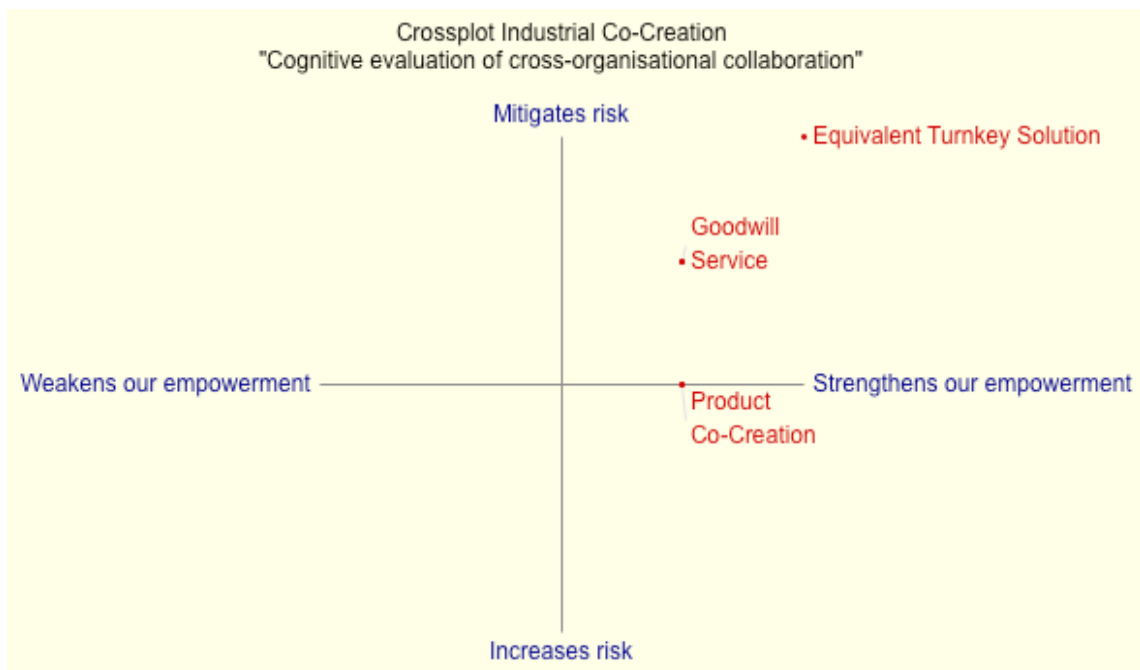 Crossplot Industrial Co-Creation
"Cognitive evaluation of cross-organisational collaboration"
Mitigates risk
Equivalent Turnkey Solution
Goodwill
Service
Weakens our empowerment
Strengthens our empowerment
Product
Co-Creation
Increases risk